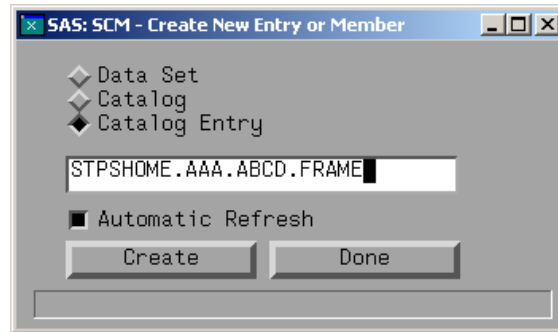 SAS: SCM - Create New Entry or Member
Data Set
Catalog
Catalog Entry
STPSHOME.AAA.ABCD.FRAME
Automatic Refresh
Create Done